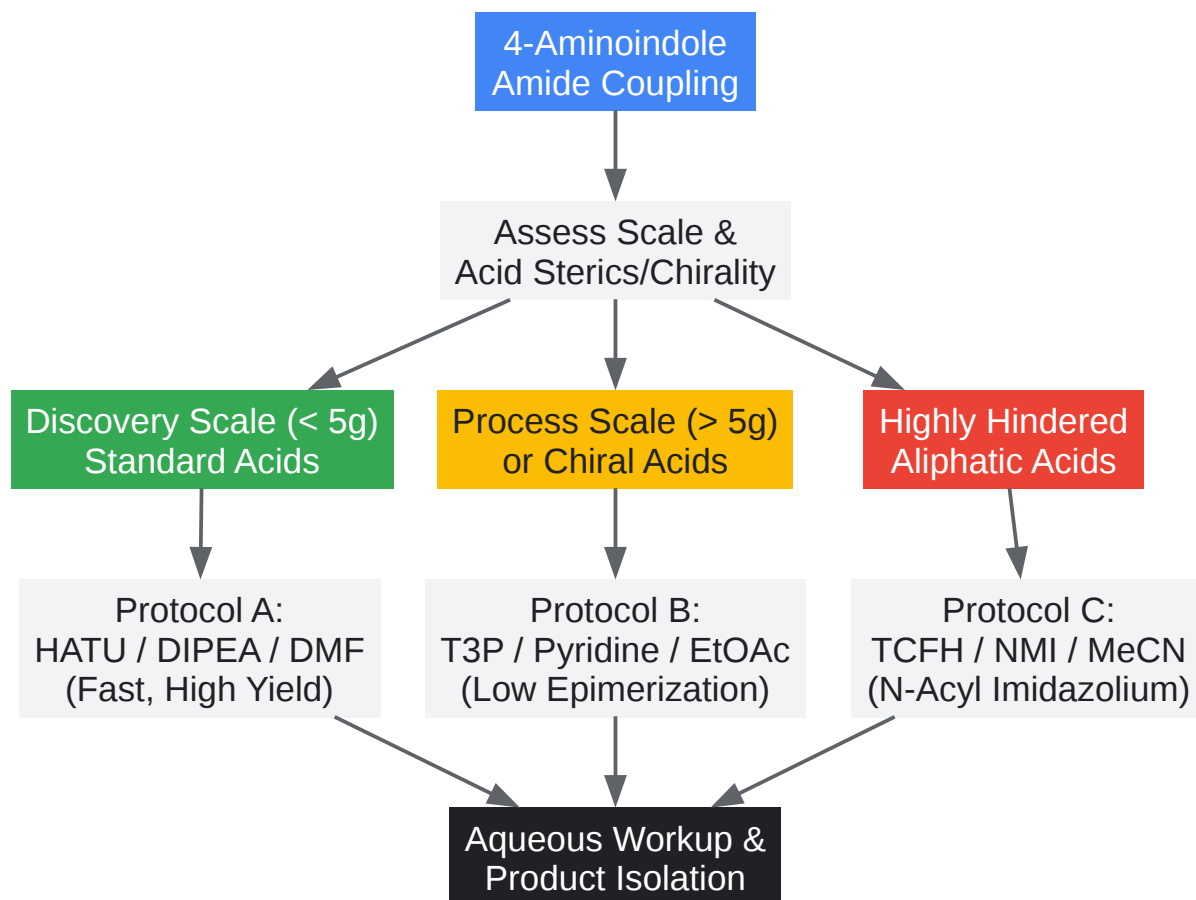 4-Aminoindole
Amide Coupling
Assess Scale &
Acid Sterics/Chirality
Discovery Scale (< 5g)
Standard Acids
Process Scale (> 5g)
or Chiral Acids
Highly Hindered
Aliphatic Acids
Protocol A:
HATU / DIPEA / DMF
(Fast, High Yield)
Protocol B:
T3P / Pyridine / EtOAc
(Low Epimerization)
Protocol C:
TCFH / NMI / MeCN
(N-Acyl Imidazolium)
Aqueous Workup &
Product Isolation